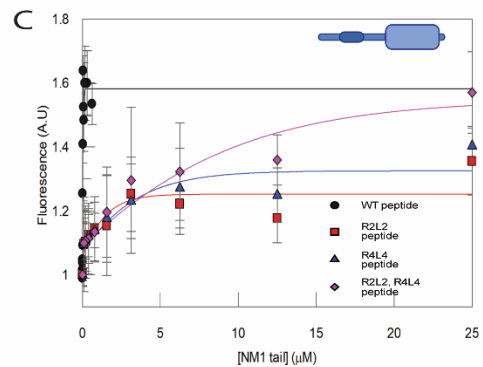 C
1.8
1.6
1.4
1.2
1
Fluorescence (A.U)
WT peptide
R2L2
peptide
R4L4
peptide
R2L2, R4L4
peptide
0
5
10
15
20
25
[NM1 tail] (μM)